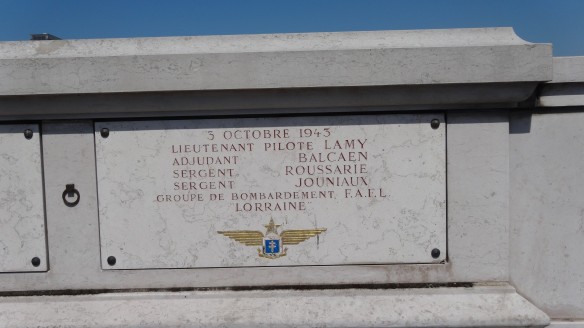 3 OCTOBRE 1943
LIEUTENANT PILOTE LAMY
ADJUDANT BALCAEN
SERGENT ROUSSARIE
SERGENT JOUNIAUX
GROUPE DE BOMBARDEMENT. F.A.F.L
LORRAINE